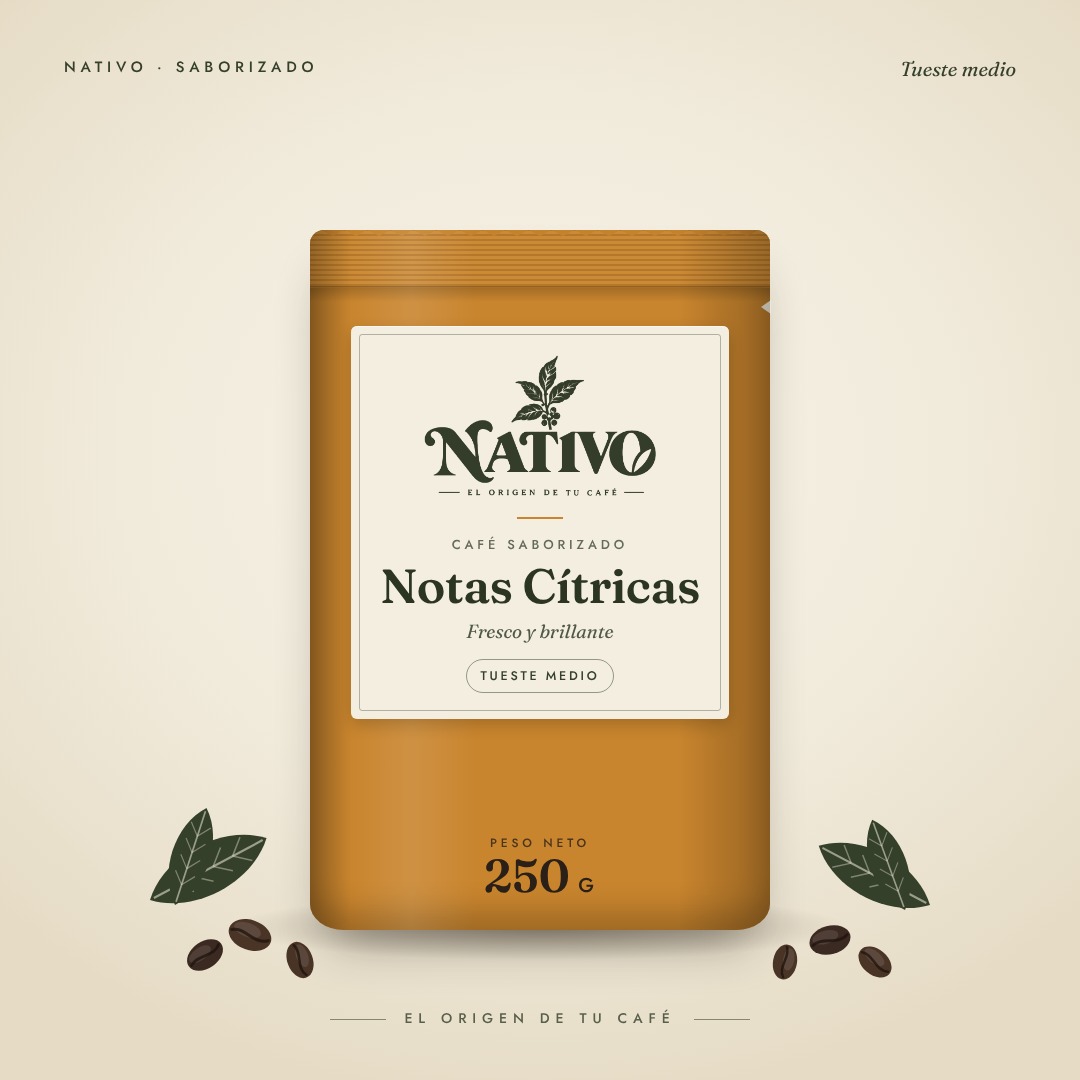 NATIVO · SABORIZADO
Tueste medio
NATIVO
EL ORIGEN DE TU CAFÉ
CAFÉ SABORIZADO
Notas Cítricas
Fresco y brillante
TUESTE MEDIO
PESO NETO
250 G
EL ORIGEN DE TU CAFÉ